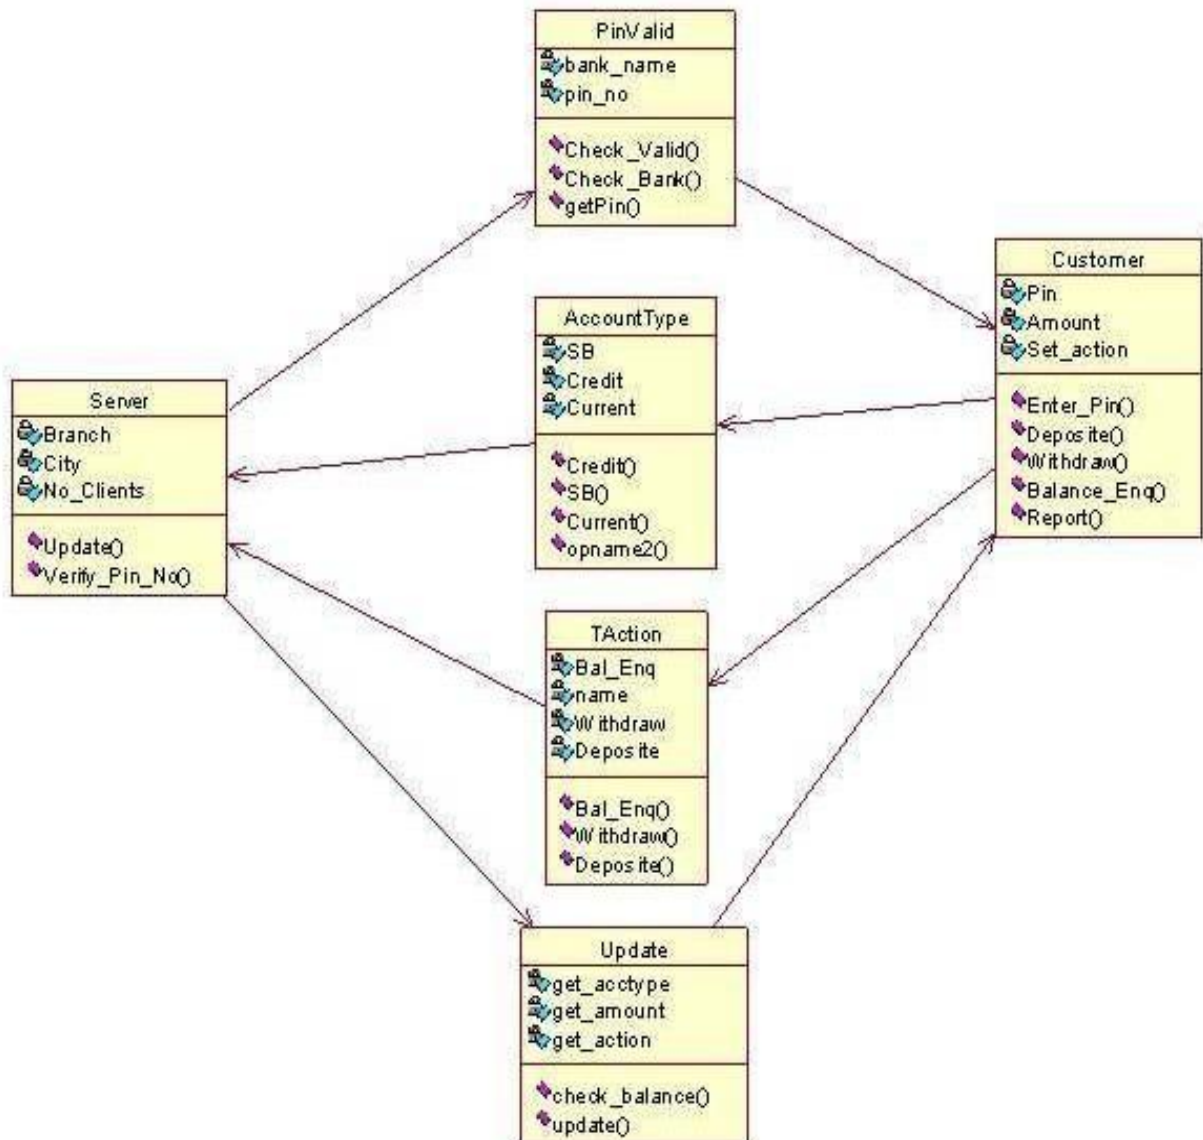 PinValid
bank_name
pin_no
Check_Valid()
Check_Bank()
getPin()
Customer
Pin
Amount
Set_action
Enter_Pin()
Deposite()
Withdraw()
Balance_Enq()
Report()
AccountType
SB
Credit
Current
Credit()
SB()
Current()
opname2()
Server
Branch
City
No_Clients
Update()
Verify_Pin_No()
TAction
Bal_Enq
name
Withdraw
Deposite
Bal_Enq()
Withdraw()
Deposite()
Update
get_acctype
get_amount
get_action
check_balance()
update()